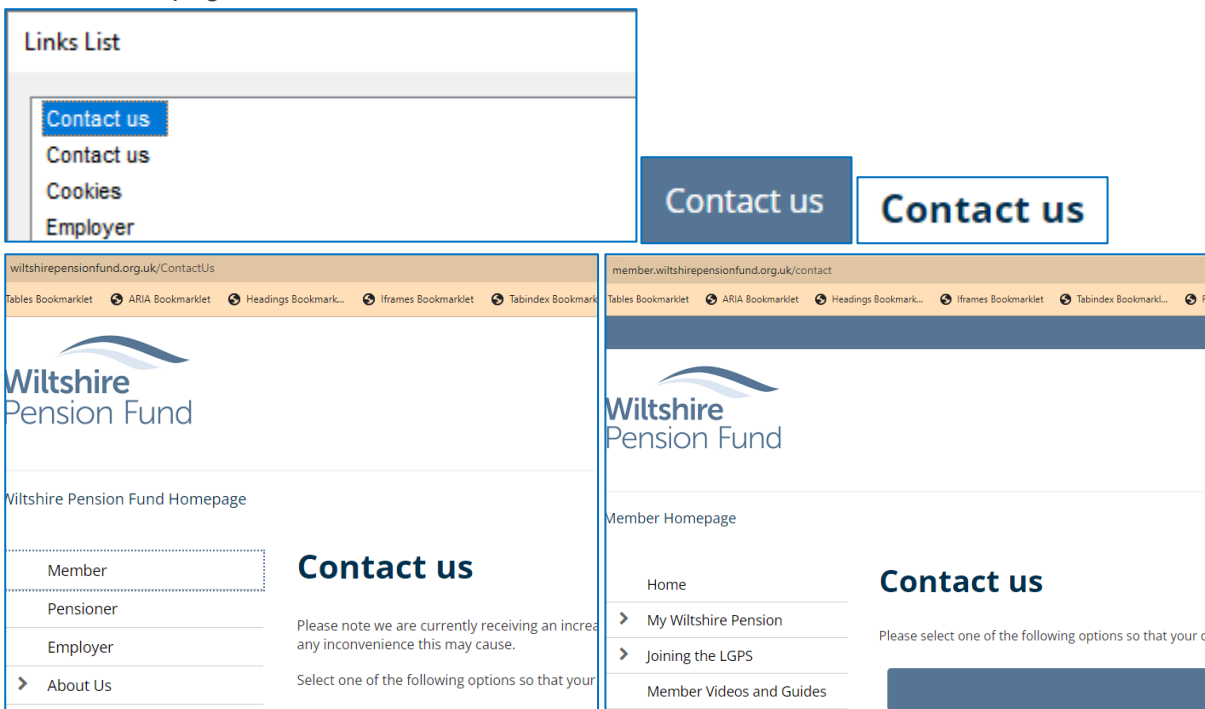 Links List
Contact us
Contact us
Cookies
Employer
Contact us
Contact us
wiltshirepensionfund.org.uk/ContactUs
Tables Bookmarklet ARIA Bookmarklet Headings Bookmark... Iframes Bookmarklet Tabindex Bookmark
Wiltshire
Pension Fund
Wiltshire Pension Fund Homepage
Member
Pensioner
Employer
About Us
Contact us
Please note we are currently receiving an increa
any inconvenience this may cause.
Select one of the following options so that your
member.wiltshirepensionfund.org.uk/contact
Tables Bookmarklet ARIA Bookmarklet Headings Bookmark... Iframes Bookmarklet Tabindex Bookmarkl...
Wiltshire
Pension Fund
Member Homepage
Home
My Wiltshire Pension
Joining the LGPS
Member Videos and Guides
Contact us
Please select one of the following options so that your